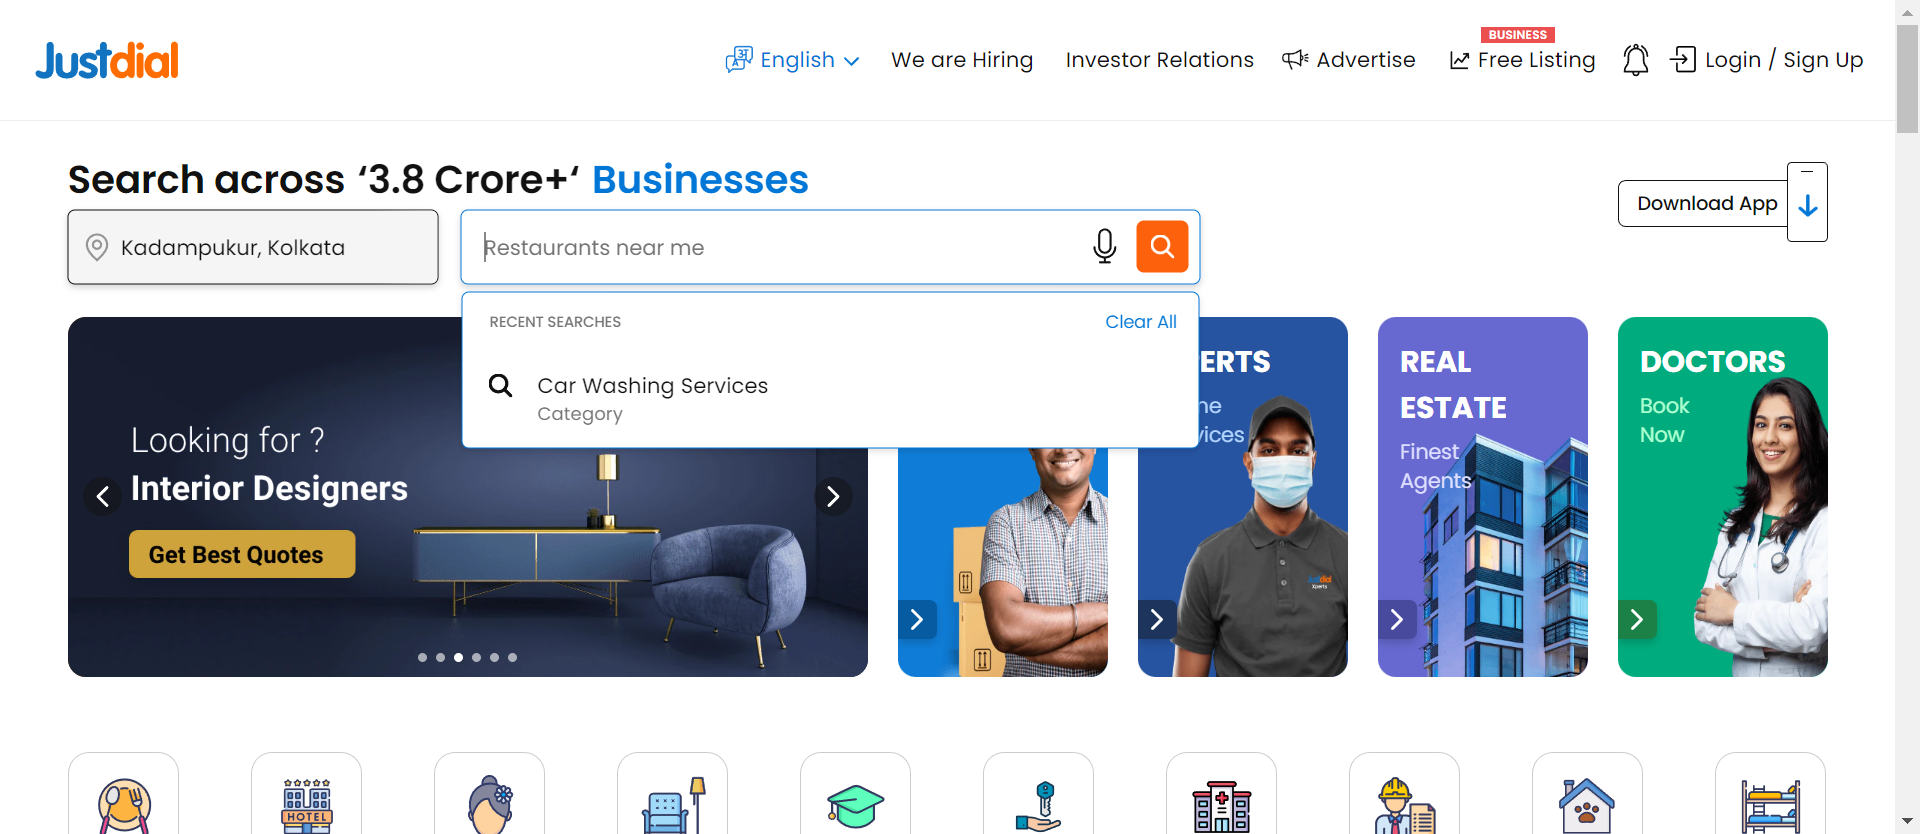 Justdial
English
We are Hiring
Investor Relations
Advertise
BUSINESS
Free Listing
Login / Sign Up
Search across ‘3.8 Crore+‘ Businesses
Download App
Kadampukur, Kolkata
Restaurants near me
RECENT SEARCHES
Clear All
Car Washing Services
Category
Looking for ?
Interior Designers
Get Best Quotes
ERTS
ne
vices
Justdial
Xperts
REAL
ESTATE
Finest
Agents
DOCTORS
Book
Now
HOTEL